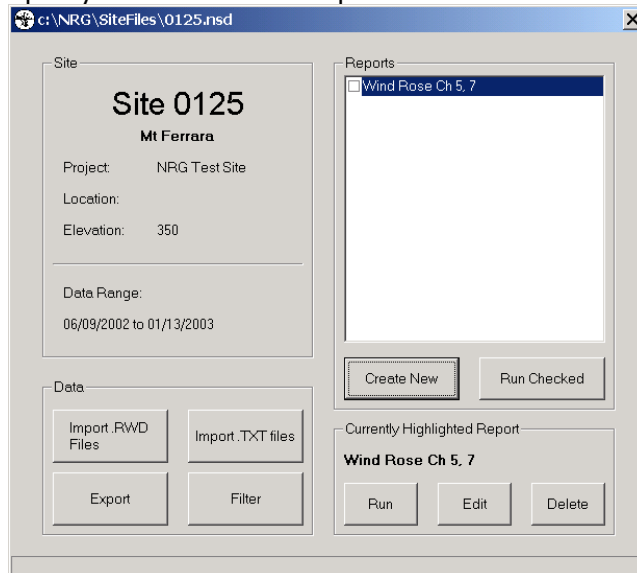 c:\NRG\SiteFiles\0125.nsd
Site
Site 0125
Mt Ferrara
Project: NRG Test Site
Location:
Elevation: 350
Data Range:
06/09/2002 to 01/13/2003
Data
Import .RWD
Files
Import .TXT files
Export
Filter
Reports
Wind Rose Ch 5, 7
Create New
Run Checked
Currently Highlighted Report
Wind Rose Ch 5, 7
Run
Edit
Delete